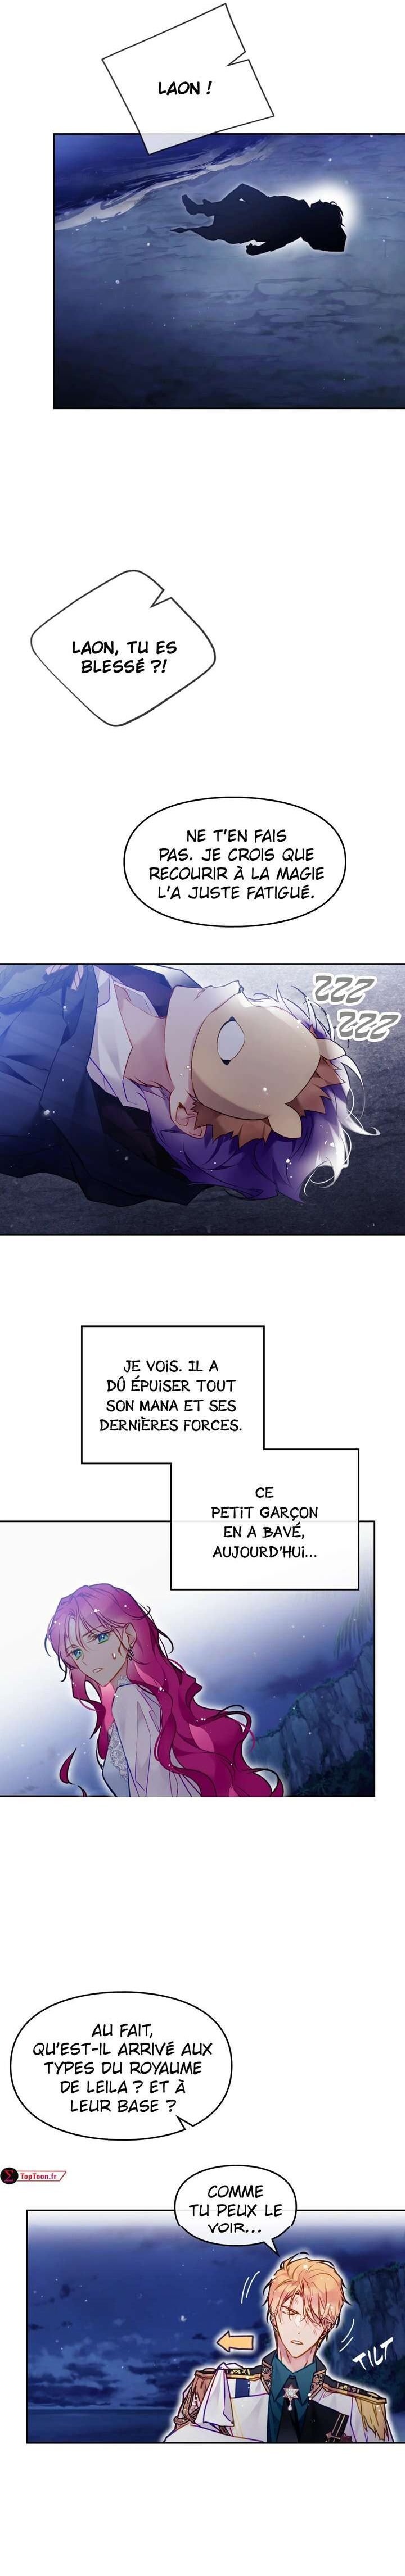 LAON !
LAON, TU ES
BLESSÉ ?!
NE T'EN FAIS
PAS. JE CROIS QUE
RECOURIR À LA MAGIE
L'A JUSTE FATIGUÉ.
ZZZ
ZZZ
JE VOIS. IL A
DÛ ÉPUISER TOUT
SON MANA ET SES
DERNIÈRES FORCES.
CE
PETIT GARÇON
EN A BAVÉ,
AUJOURD'HUI...
AU FAIT,
QU'EST-IL ARRIVÉ AUX
TYPES DU ROYAUME
DE LEILA ? ET À
LEUR BASE ?
TopToon.fr
COMME
TU PEUX LE
VOIR...
TILT